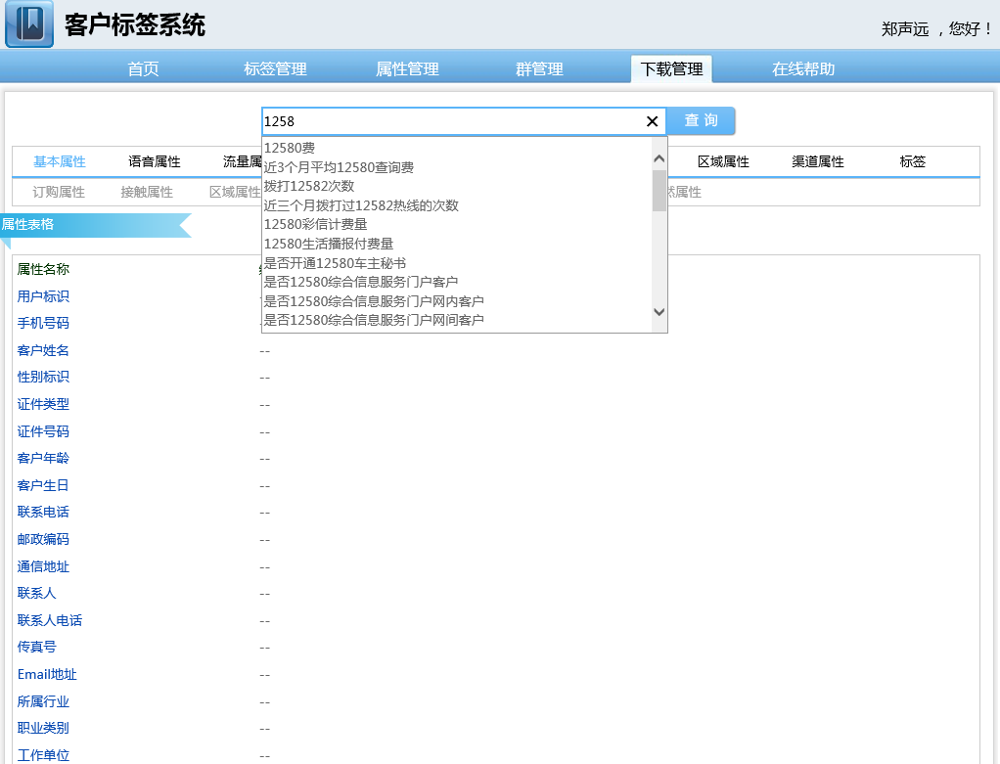 客户标签系统
郑声远 ，您好！
首页 标签管理 属性管理 群管理 下载管理 在线帮助
1258 ✕ 查 询
12580费
近3个月平均12580查询费
拨打12582次数
近三个月拨打过12582热线的次数
12580彩信计费量
12580生活播报付费量
是否开通12580车主秘书
是否12580综合信息服务门户客户
是否12580综合信息服务门户网内客户
是否12580综合信息服务门户网间客户
基本属性 语音属性 流量属 区域属性 渠道属性 标签
订购属性 接触属性 区域属性 然属性
属性表格
属性名称
用户标识
手机号码
客户姓名 --
性别标识 --
证件类型 --
证件号码 --
客户年龄 --
客户生日 --
联系电话 --
邮政编码 --
通信地址 --
联系人 --
联系人电话 --
传真号 --
Email地址 --
所属行业 --
职业类别 --
工作单位 --